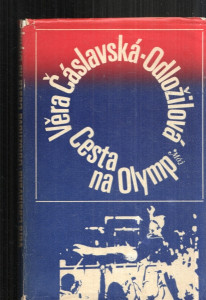 Věra Čáslavská-Odložilová
Cesta
na Olymp